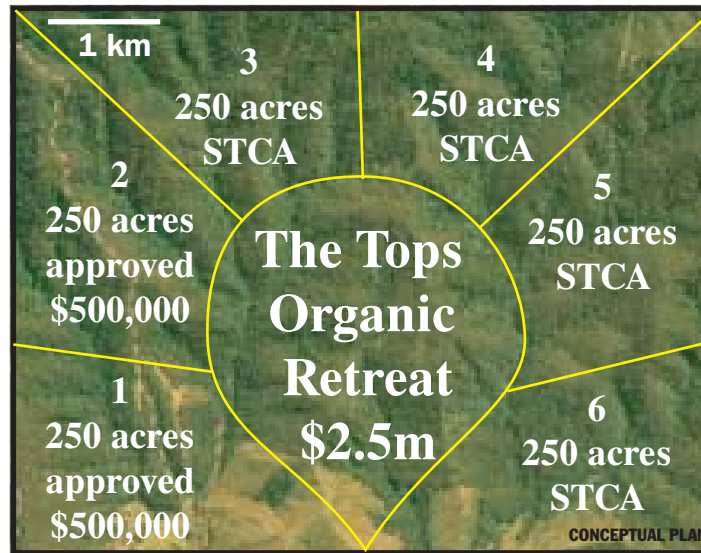 1 km
3
250 acres
STCA
4
250 acres
STCA
2
250 acres
approved
$500,000
5
250 acres
STCA
The Tops
Organic
Retreat
$2.5m
1
250 acres
approved
$500,000
6
250 acres
STCA
CONCEPTUAL PLAN